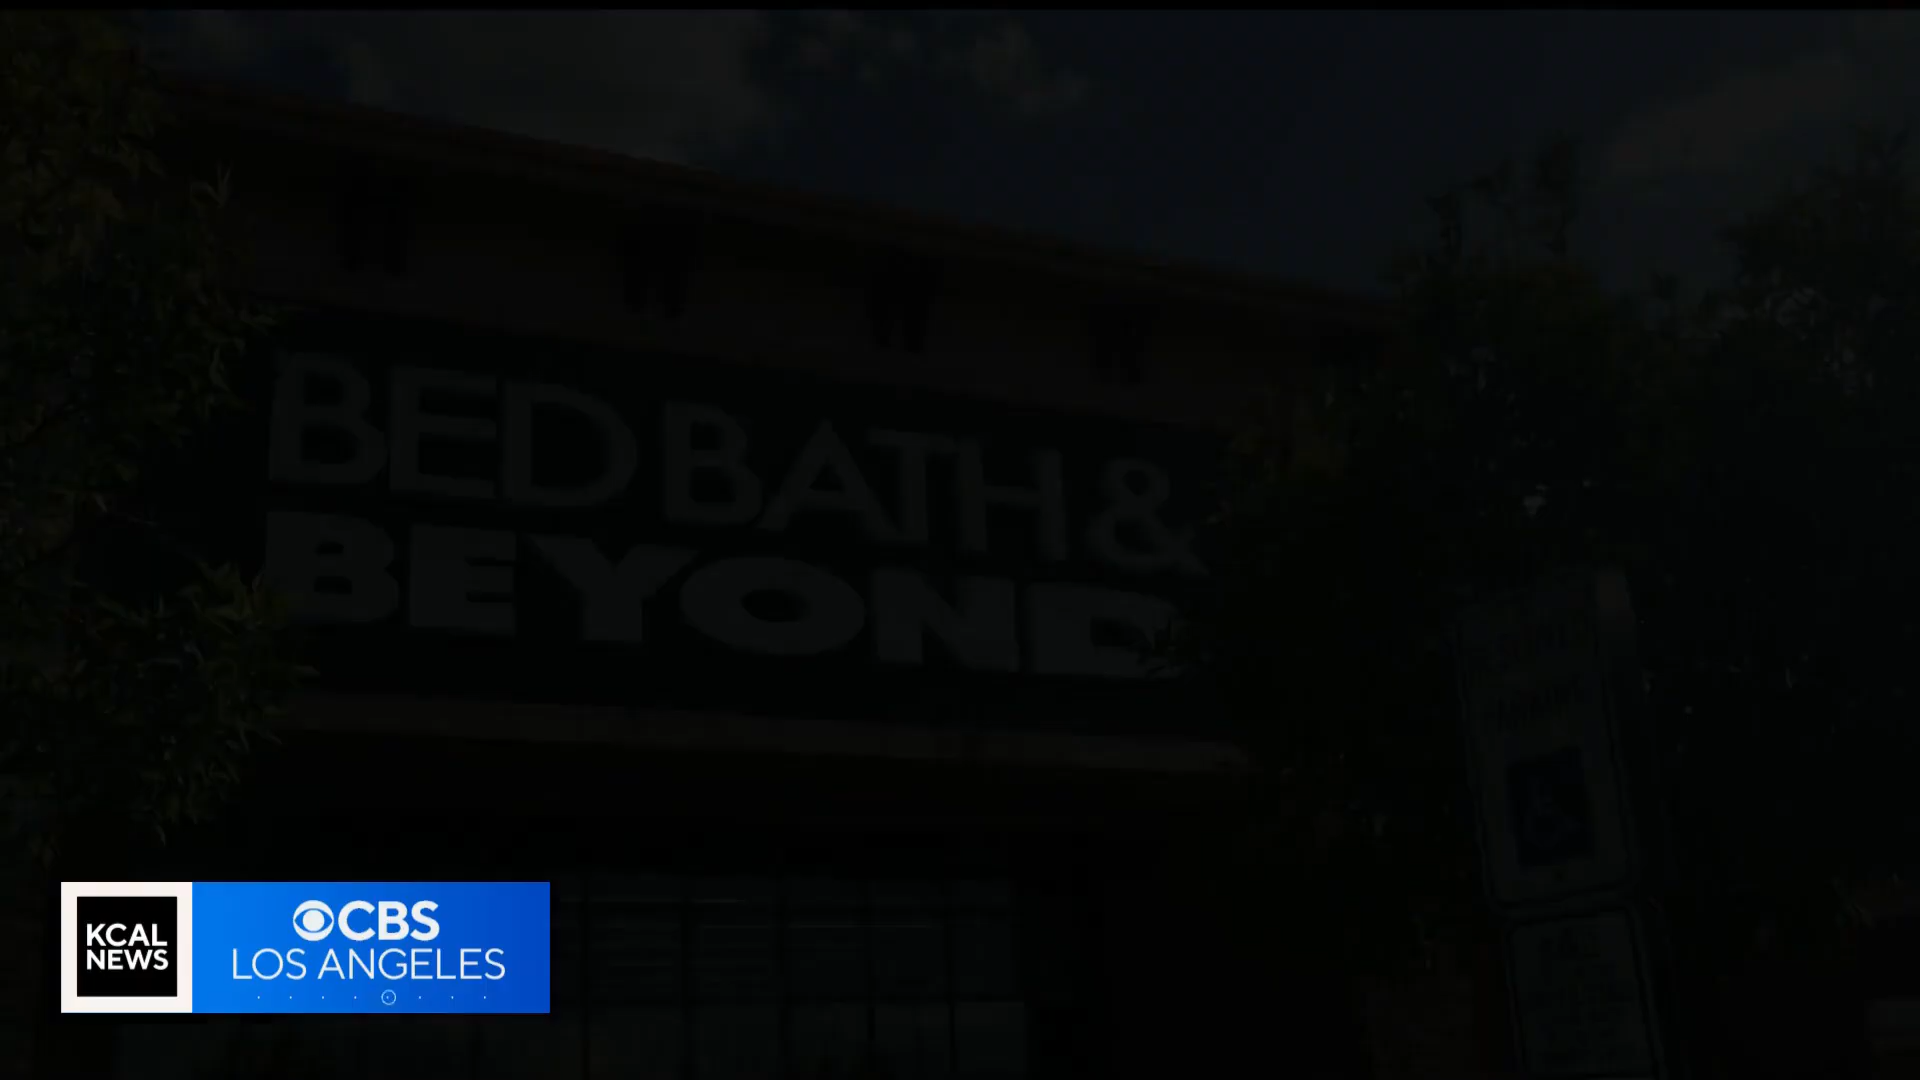 BED BATH &
BEYOND
KCAL
NEWS
CBS
LOS ANGELES